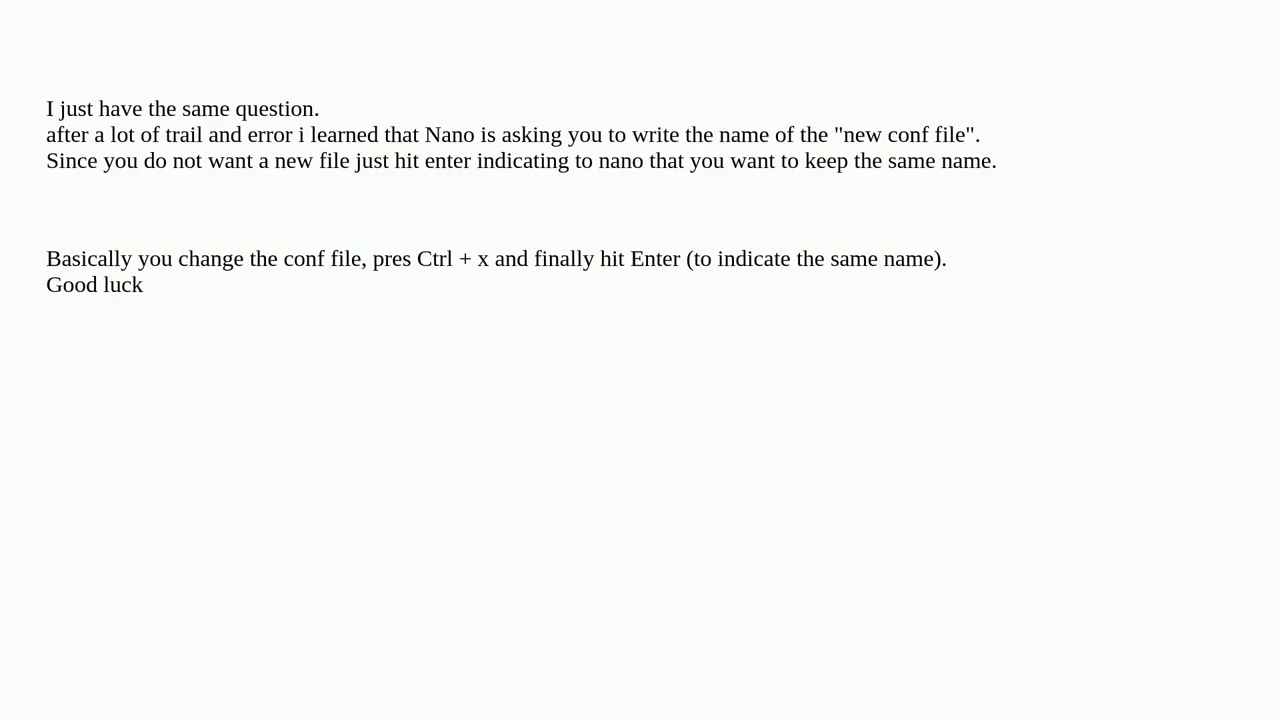 I just have the same question.
after a lot of trail and error i learned that Nano is asking you to write the name of the "new conf file".
Since you do not want a new file just hit enter indicating to nano that you want to keep the same name.
Basically you change the conf file, pres Ctrl + x and finally hit Enter (to indicate the same name).
Good luck